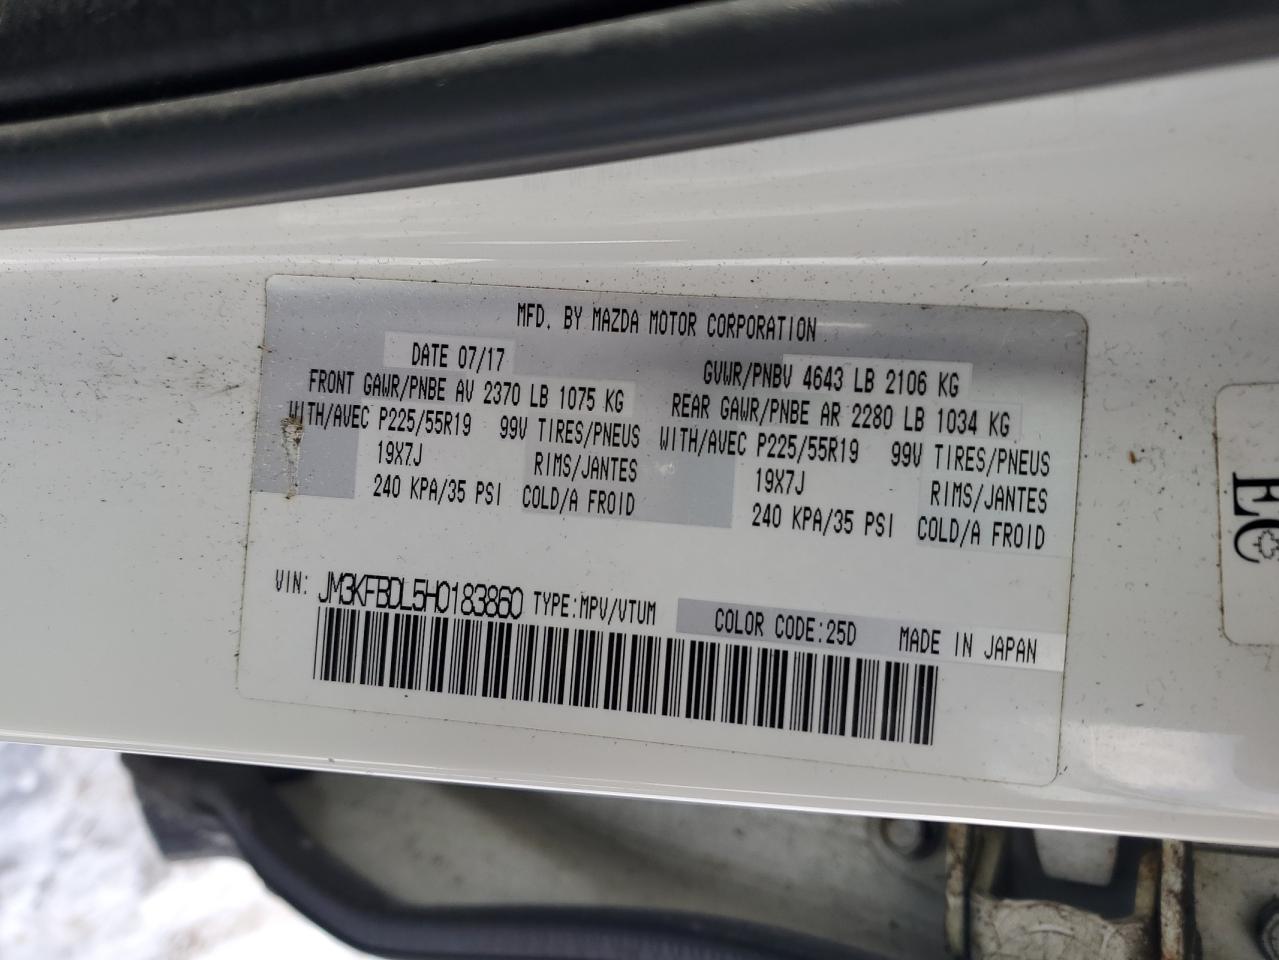 MFD. BY MAZDA MOTOR CORPORATION
DATE 07/17 GVWR/PNBV 4643 LB 2106 KG
FRONT GAWR/PNBE AV 2370 LB 1075 KG REAR GAWR/PNBE AR 2280 LB 1034 KG
WITH/AVEC P225/55R19 99V TIRES/PNEUS WITH/AVEC P225/55R19 99V TIRES/PNEUS
19X7J RIMS/JANTES 19X7J RIMS/JANTES
240 KPA/35 PSI COLD/A FROID 240 KPA/35 PSI COLD/A FROID
VIN: JM3KFBDL5H0183860 TYPE:MPV/VTUM COLOR CODE:25D MADE IN JAPAN
EC